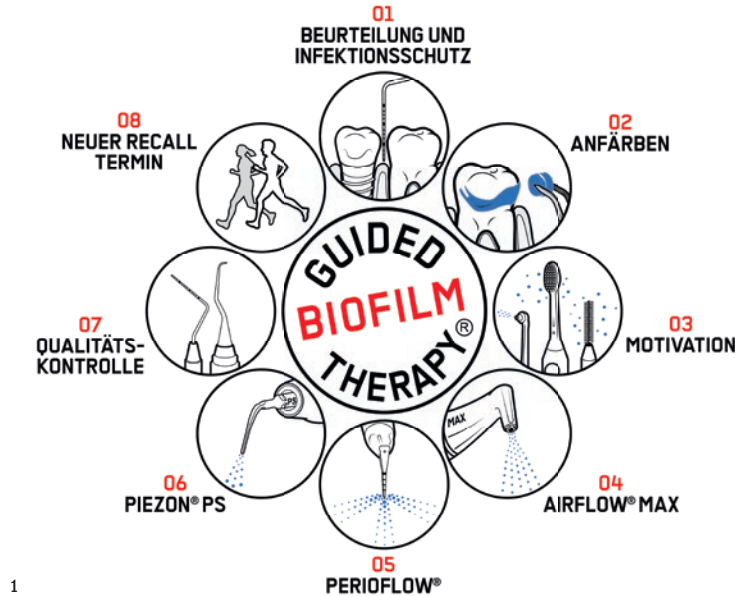 01
BEURTEILUNG UND
INFEKTIONSSCHUTZ
02
ANFÄRBEN
03
MOTIVATION
MAX
04
AIRFLOW® MAX
05
PERIOFLOW®
PS
06
PIEZON® PS
07
QUALITÄTS-
KONTROLLE
08
NEUER RECALL
TERMIN
GUIDED
BIOFILM
THERAPY®
1